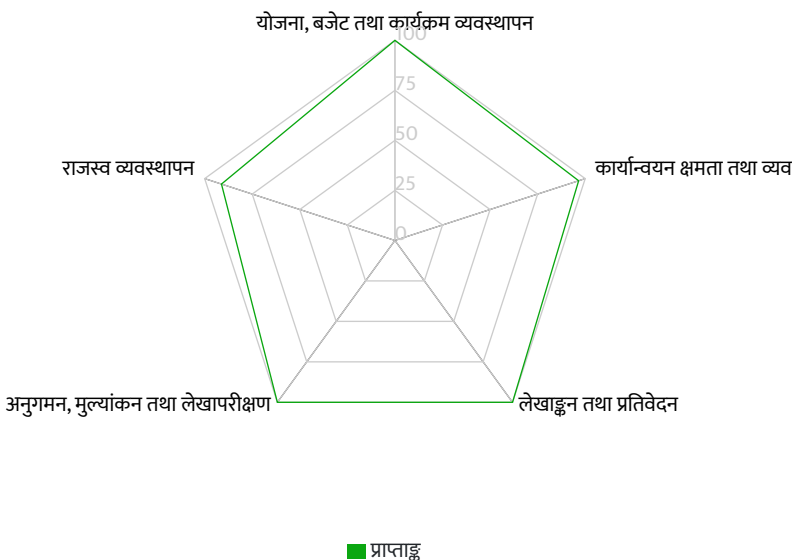 योजना, बजेट तथा कार्यक्रम व्यवस्थापन
100
75
राजस्व व्यवस्थापन
कार्यान्वयन क्षमता तथा व्यव
50
25
0
अनुगमन, मुल्यांकन तथा लेखापरीक्षण
लेखाङ्कन तथा प्रतिवेदन
प्राप्ताङ्क